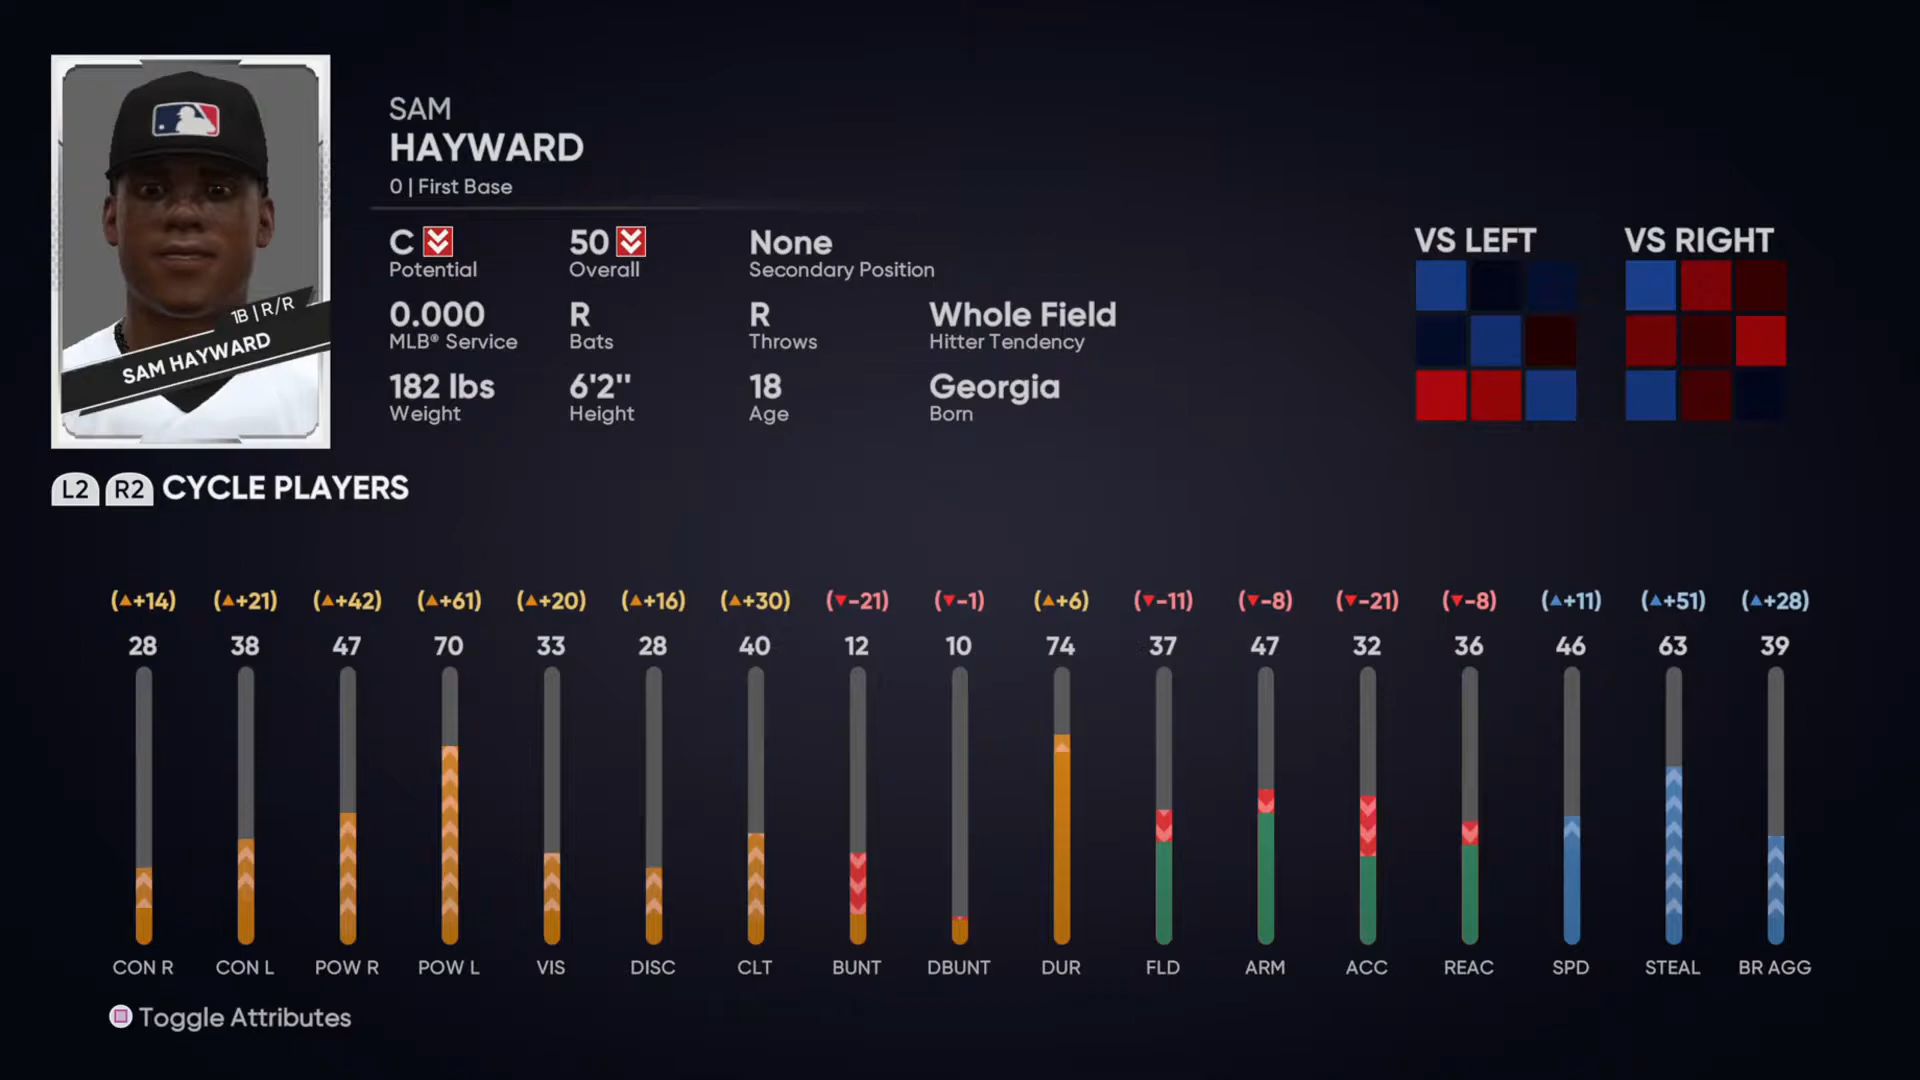 SAM
HAYWARD
0 | First Base
1B | R/R
SAM HAYWARD
C 50 None
Potential Overall Secondary Position
0.000 R R Whole Field
MLB® Service Bats Throws Hitter Tendency
182 lbs 6'2'' 18 Georgia
Weight Height Age Born
VS LEFT VS RIGHT
L2 R2 CYCLE PLAYERS
(▲+14) (▲+21) (▲+42) (▲+61) (▲+20) (▲+16) (▲+30) (▼-21) (▼-1) (▲+6) (▼-11) (▼-8) (▼-21) (▼-8) (▲+11) (▲+51) (▲+28)
28 38 47 70 33 28 40 12 10 74 37 47 32 36 46 63 39
CON R CON L POW R POW L VIS DISC CLT BUNT DBUNT DUR FLD ARM ACC REAC SPD STEAL BR AGG
Toggle Attributes